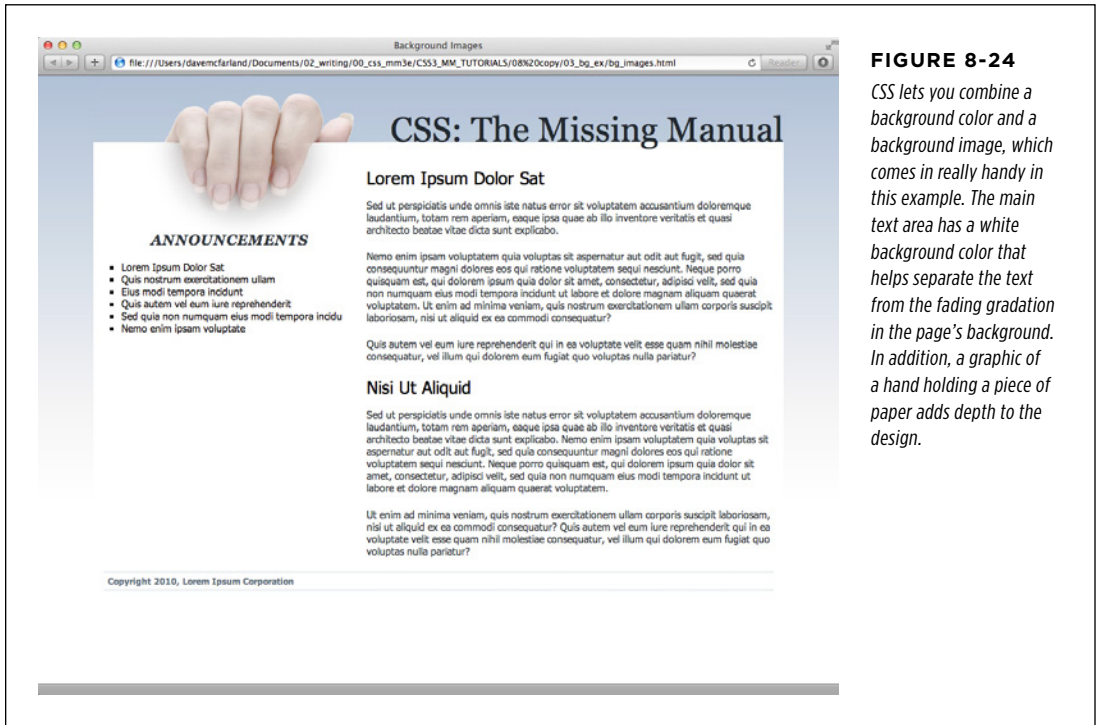 Background Images
file:///Users/davemcfarland/Documents/02_writing/00_css_mm3e/CSS3_MM_TUTORIALS/08%20copy/03_bg_ex/bg_images.html
Reader
CSS: The Missing Manual
ANNOUNCEMENTS
Lorem Ipsum Dolor Sat
Quis nostrum exercitationem ullam
Eius modi tempora incidunt
Quis autem vel eum iure reprehenderit
Sed quia non numquam eius modi tempora incidu
Nemo enim ipsam voluptate
Lorem Ipsum Dolor Sat
Sed ut perspiciatis unde omnis iste natus error sit voluptatem accusantium doloremque
laudantium, totam rem aperiam, eaque ipsa quae ab illo inventore veritatis et quasi
architecto beatae vitae dicta sunt explicabo.
Nemo enim ipsam voluptatem quia voluptas sit aspernatur aut odit aut fugit, sed quia
consequuntur magni dolores eos qui ratione voluptatem sequi nesciunt. Neque porro
quisquam est, qui dolorem ipsum quia dolor sit amet, consectetur, adipisci velit, sed quia
non numquam eius modi tempora incidunt ut labore et dolore magnam aliquam quaerat
voluptatem. Ut enim ad minima veniam, quis nostrum exercitationem ullam corporis suscipit
laboriosam, nisi ut aliquid ex ea commodi consequatur?
Quis autem vel eum iure reprehenderit qui in ea voluptate velit esse quam nihil molestiae
consequatur, vel illum qui dolorem eum fugiat quo voluptas nulla pariatur?
Nisi Ut Aliquid
Sed ut perspiciatis unde omnis iste natus error sit voluptatem accusantium doloremque
laudantium, totam rem aperiam, eaque ipsa quae ab illo inventore veritatis et quasi
architecto beatae vitae dicta sunt explicabo. Nemo enim ipsam voluptatem quia voluptas sit
aspernatur aut odit aut fugit, sed quia consequuntur magni dolores eos qui ratione
voluptatem sequi nesciunt. Neque porro quisquam est, qui dolorem ipsum quia dolor sit
amet, consectetur, adipisci velit, sed quia non numquam eius modi tempora incidunt ut
labore et dolore magnam aliquam quaerat voluptatem.
Ut enim ad minima veniam, quis nostrum exercitationem ullam corporis suscipit laboriosam,
nisi ut aliquid ex ea commodi consequatur? Quis autem vel eum iure reprehenderit qui in ea
voluptate velit esse quam nihil molestiae consequatur, vel illum qui dolorem eum fugiat quo
voluptas nulla pariatur?
Copyright 2010, Lorem Ipsum Corporation
FIGURE 8-24
CSS lets you combine a
background color and a
background image, which
comes in really handy in
this example. The main
text area has a white
background color that
helps separate the text
from the fading gradation
in the page's background.
In addition, a graphic of
a hand holding a piece of
paper adds depth to the
design.